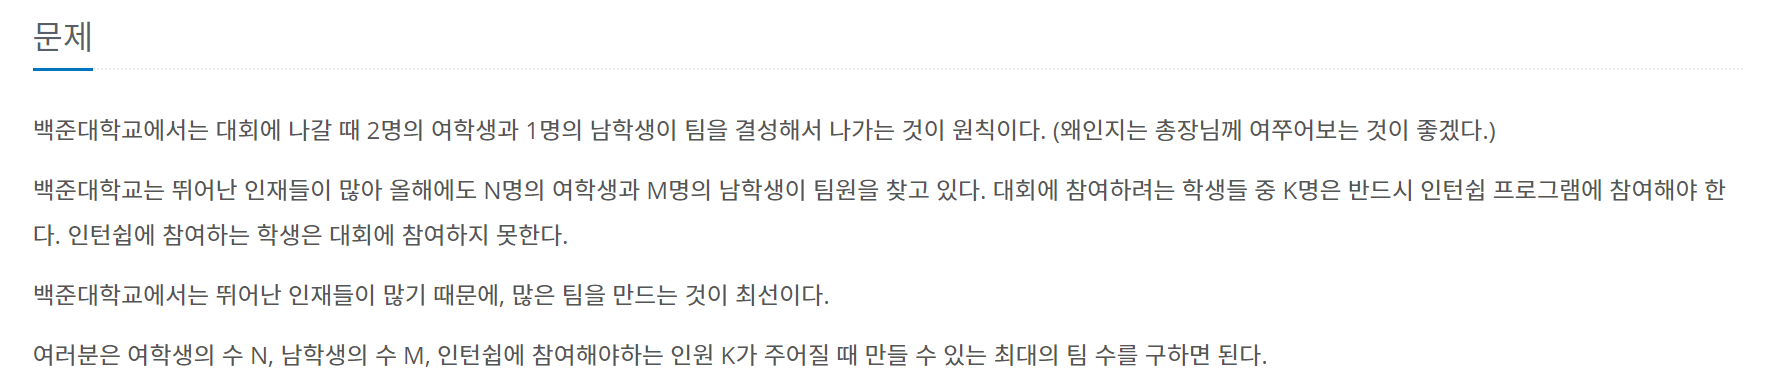 문제
백준대학교에서는 대회에 나갈 때 2명의 여학생과 1명의 남학생이 팀을 결성해서 나가는 것이 원칙이다. (왜인지는 총장님께 여쭈어보는 것이 좋겠다.)
백준대학교는 뛰어난 인재들이 많아 올해에도 N명의 여학생과 M명의 남학생이 팀원을 찾고 있다. 대회에 참여하려는 학생들 중 K명은 반드시 인턴쉽 프로그램에 참여해야 한
다. 인턴쉽에 참여하는 학생은 대회에 참여하지 못한다.
백준대학교에서는 뛰어난 인재들이 많기 때문에, 많은 팀을 만드는 것이 최선이다.
여러분은 여학생의 수 N, 남학생의 수 M, 인턴쉽에 참여해야하는 인원 K가 주어질 때 만들 수 있는 최대의 팀 수를 구하면 된다.